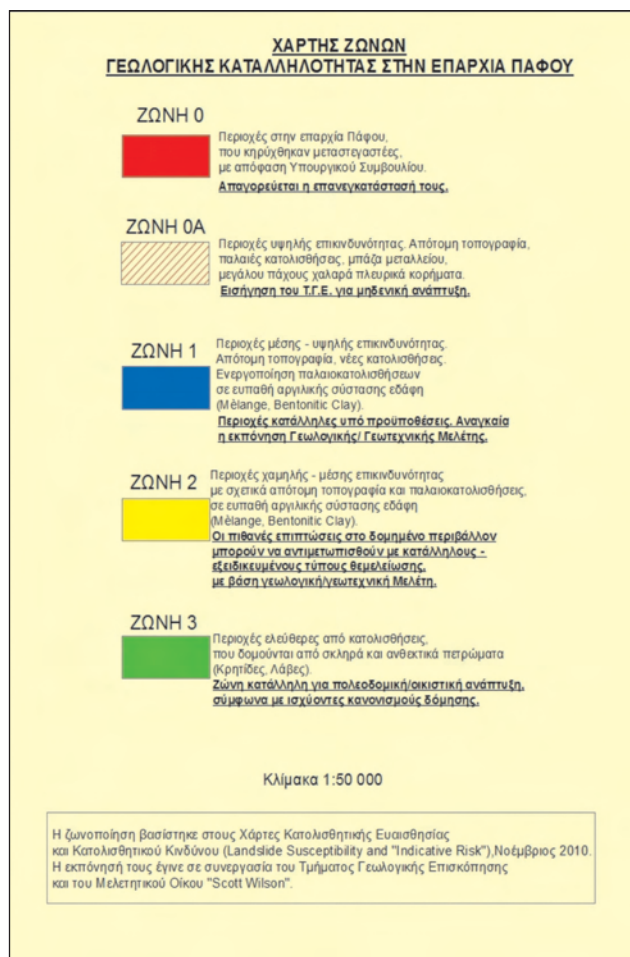 ΧΑΡΤΗΣ ΖΩΝΩΝ
ΓΕΩΛΟΓΙΚΗΣ ΚΑΤΑΛΛΗΛΟΤΗΤΑΣ ΣΤΗΝ ΕΠΑΡΧΙΑ ΠΑΦΟΥ
ΖΩΝΗ 0
Περιοχές στην επαρχία Πάφου,
που κηρύχθηκαν μεταστεγαστέες,
με απόφαση Υπουργικού Συμβουλίου.
Απαγορεύεται η επανεγκατάστασή τους.
ΖΩΝΗ 0Α
Περιοχές υψηλής επικινδυνότητας. Απότομη τοπογραφία,
παλαιές κατολισθήσεις, μπάζα μεταλλείου,
μεγάλου πάχους χαλαρά πλευρικά κορήματα.
Εισήγηση του Τ.Γ.Ε. για μηδενική ανάπτυξη.
ΖΩΝΗ 1
Περιοχές μέσης - υψηλής επικινδυνότητας.
Απότομη τοπογραφία, νέες κατολισθήσεις.
Ενεργοποίηση παλαιοκατολισθήσεων
σε ευπαθή αργιλικής σύστασης εδάφη
(Mélange, Bentonitic Clay).
Περιοχές κατάλληλες υπό προϋποθέσεις. Αναγκαία
η εκπόνηση Γεωλογικής/ Γεωτεχνικής Μελέτης.
ΖΩΝΗ 2
Περιοχές χαμηλής - μέσης επικινδυνότητας
με σχετικά απότομη τοπογραφία και παλαιοκατολισθήσεις,
σε ευπαθή αργιλικής σύστασης εδάφη
(Mélange, Bentonitic Clay).
Οι πιθανές επιπτώσεις στο δομημένο περιβάλλον
μπορούν να αντιμετωπισθούν με κατάλληλους -
εξειδικευμένους τύπους θεμελείωσης,
με βάση γεωλογική/γεωτεχνική Μελέτη.
ΖΩΝΗ 3
Περιοχές ελεύθερες από κατολισθήσεις,
που δομούνται από σκληρά και ανθεκτικά πετρώματα
(Κρητίδες, Λάβες).
Ζώνη κατάλληλη για πολεοδομική/οικιστική ανάπτυξη,
σύμφωνα με ισχύοντες κανονισμούς δόμησης.
Κλίμακα 1:50 000
Η ζωνοποίηση βασίστηκε στους Χάρτες Κατολισθητικής Ευαισθησίας
και Κατολισθητικού Κινδύνου (Landslide Susceptibility and "Indicative Risk"),Νοέμβριος 2010.
Η εκπόνησή τους έγινε σε συνεργασία του Τμήματος Γεωλογικής Επισκόπησης
και του Μελετητικού Οίκου "Scott Wilson".